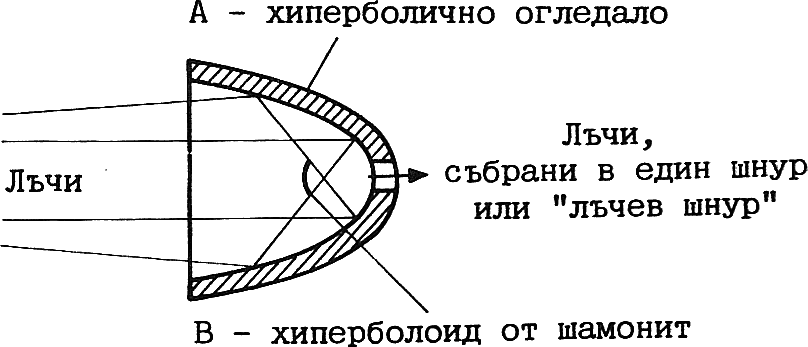 А – хиперболично огледало
Лъчи
Лъчи,
събрани в един шнур
или "лъчев шнур"
В – хиперболоид от шамонит